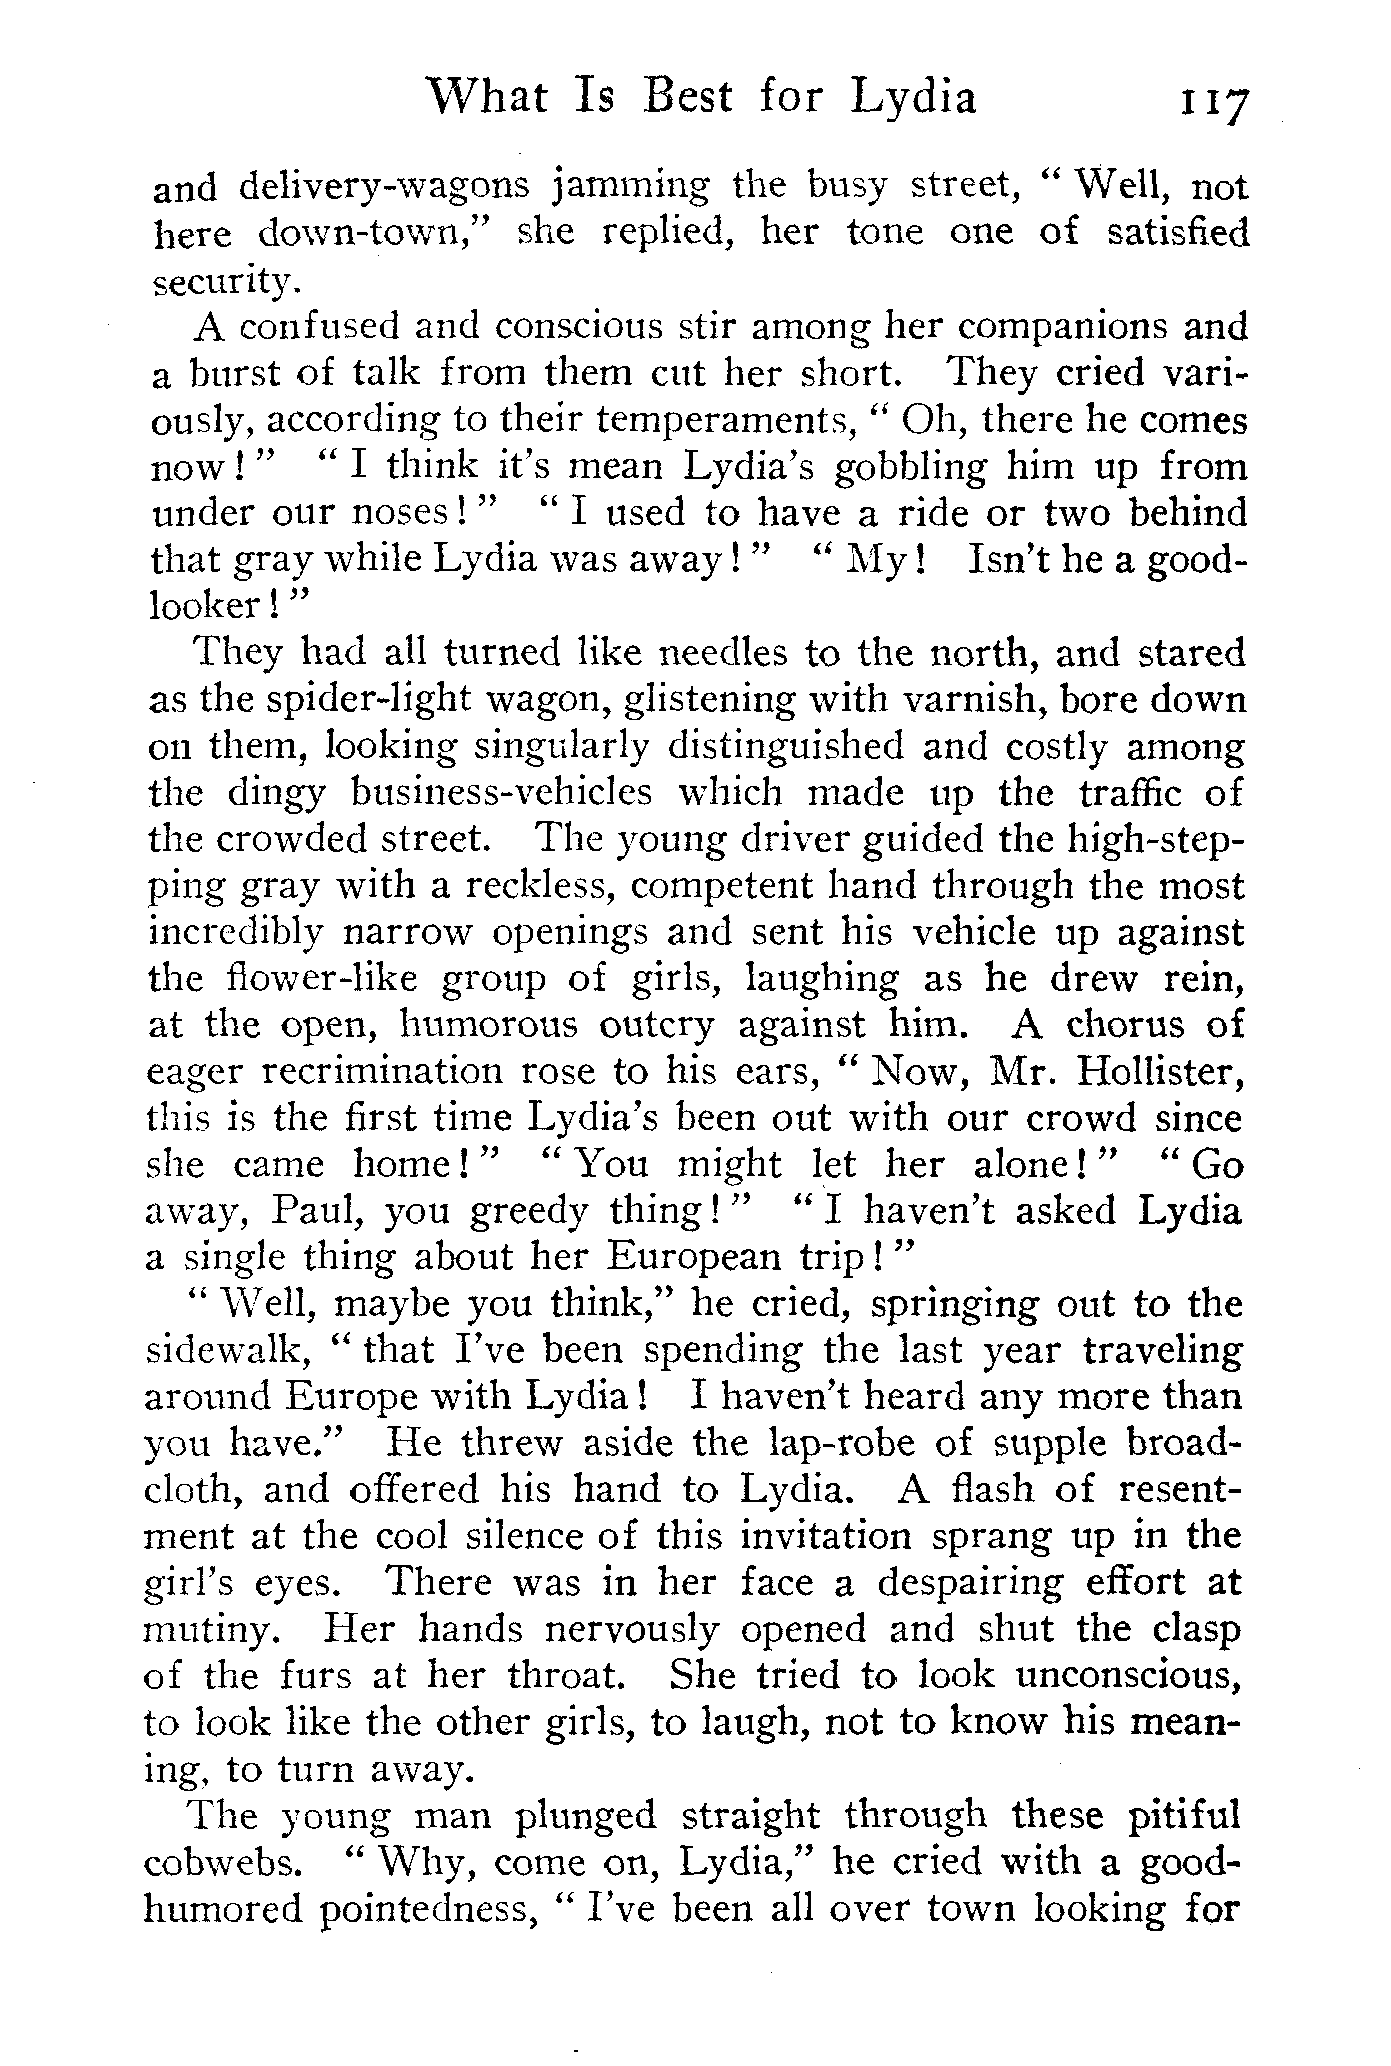 What Is Best for Lydia 117
and delivery-wagons jamming the busy street, " Well, not
here down-town," she replied, her tone one of satisfied
security.
A confused and conscious stir among her companions and
a burst of talk from them cut her short. They cried vari-
ously, according to their temperaments, " Oh, there he comes
now ! " " I think it's mean Lydia's gobbling him up from
under our noses ! " " I used to have a ride or two behind
that gray while Lydia was away ! " " My ! Isn't he a good-
looker ! "
They had all turned like needles to the north, and stared
as the spider-light wagon, glistening with varnish, bore down
on them, looking singularly distinguished and costly among
the dingy business-vehicles which made up the traffic of
the crowded street. The young driver guided the high-step-
ping gray with a reckless, competent hand through the most
incredibly narrow openings and sent his vehicle up against
the flower-like group of girls, laughing as he drew rein,
at the open, humorous outcry against him. A chorus of
eager recrimination rose to his ears, " Now, Mr. Hollister,
this is the first time Lydia's been out with our crowd since
she came home ! " " You might let her alone ! " " Go
away, Paul, you greedy thing ! " " I haven't asked Lydia
a single thing about her European trip ! "
" Well, maybe you think," he cried, springing out to the
sidewalk, " that I've been spending the last year traveling
around Europe with Lydia ! I haven't heard any more than
you have." He threw aside the lap-robe of supple broad-
cloth, and offered his hand to Lydia. A flash of resent-
ment at the cool silence of this invitation sprang up in the
girl's eyes. There was in her face a despairing effort at
mutiny. Her hands nervously opened and shut the clasp
of the furs at her throat. She tried to look unconscious,
to look like the other girls, to laugh, not to know his mean-
ing, to turn away.
The young man plunged straight through these pitiful
cobwebs. " Why, come on, Lydia," he cried with a good-
humored pointedness, " I've been all over town looking for